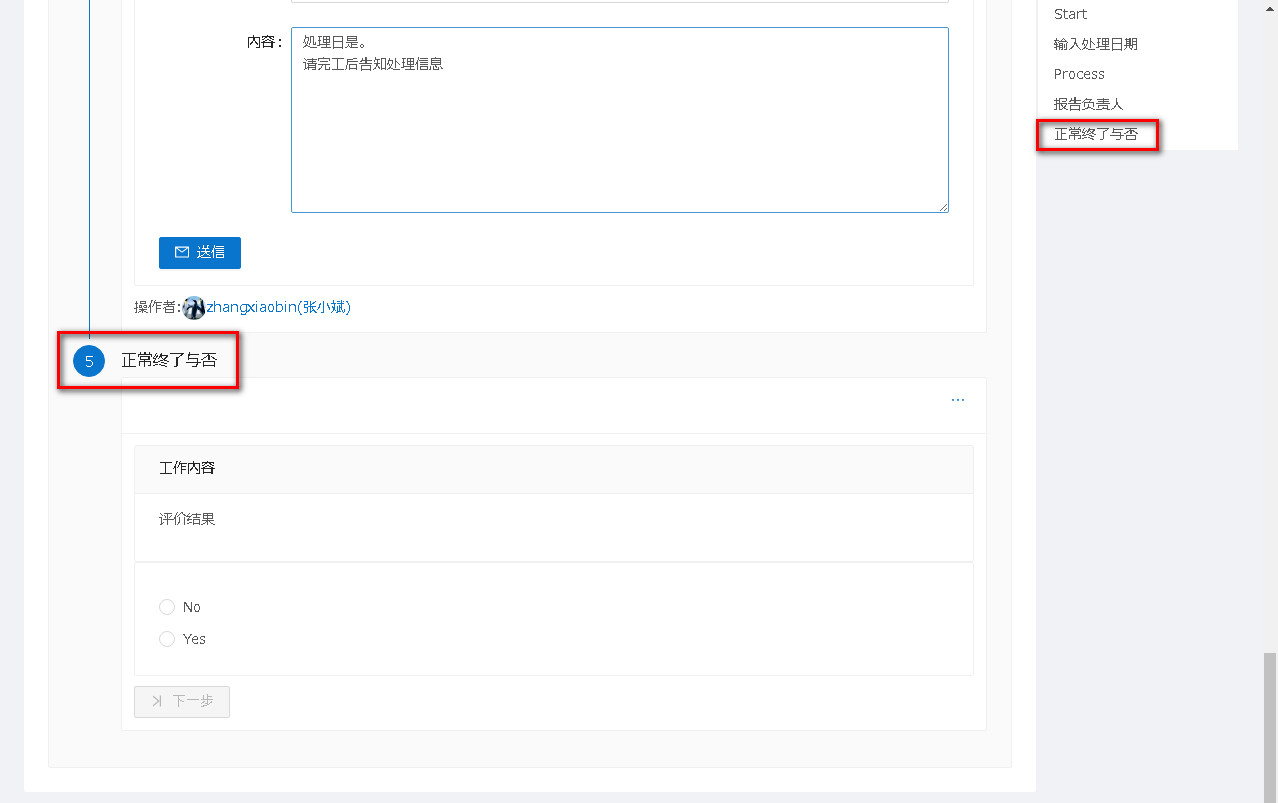 内容：
処理日是。
请完工后告知处理信息
送信
操作者:zhangxiaobin(张小斌)
5 正常终了与否
...
工作内容
评价结果
No
Yes
下一步
Start
输入处理日期
Process
报告负责人
正常终了与否